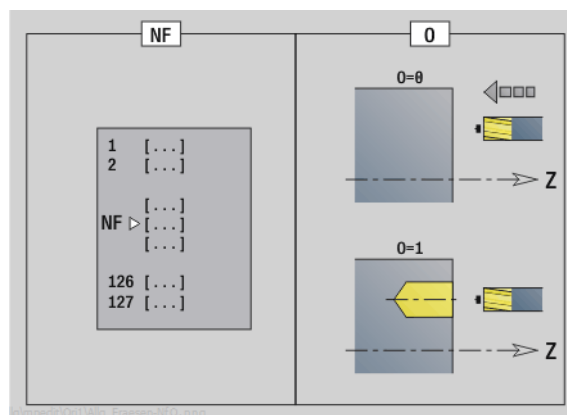 NF
O
1 [...]
2 [...]
[...]
NF [...]
[...]
126 [...]
127 [...]
O=0
Z
O=1
Z